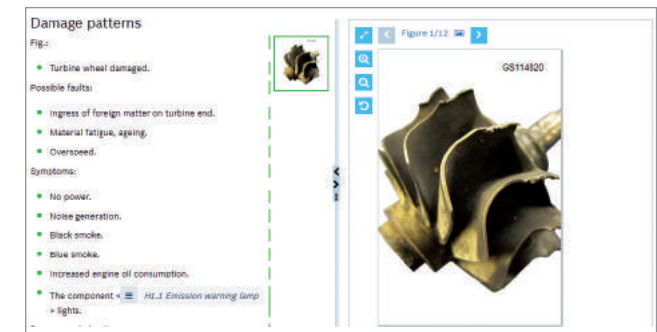 Damage patterns
Fig.:
Turbine wheel damaged.
Possible faults:
Ingress of foreign matter on turbine end.
Material fatigue, ageing.
Overspeed.
Symptoms:
No power.
Noise generation.
Black smoke.
Blue smoke.
Increased engine oil consumption.
The component < H1.1 Emission warning lamp
> lights.
Figure 1/12
GS114520